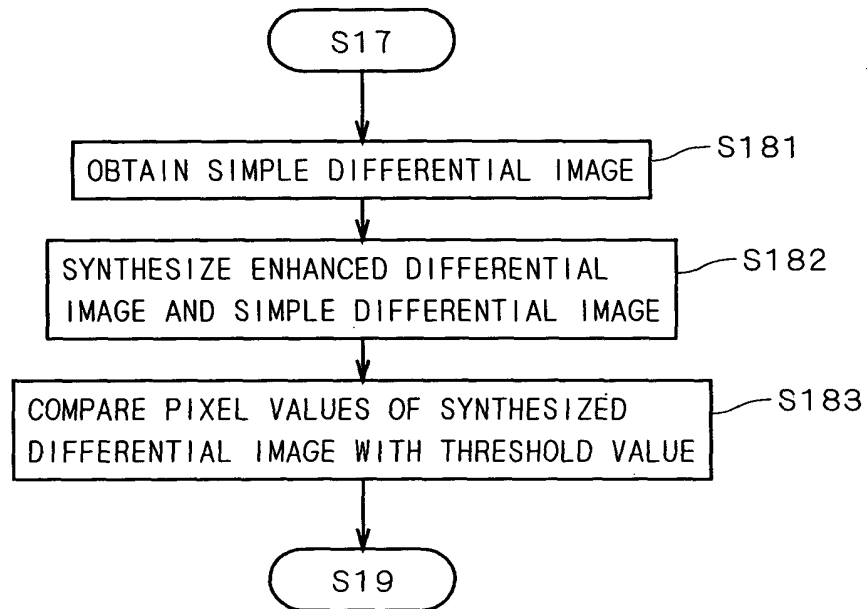 S17
OBTAIN SIMPLE DIFFERENTIAL IMAGE
S181
SYNTHESIZE ENHANCED DIFFERENTIAL
IMAGE AND SIMPLE DIFFERENTIAL IMAGE
S182
COMPARE PIXEL VALUES OF SYNTHESIZED
DIFFERENTIAL IMAGE WITH THRESHOLD VALUE
S183
S19